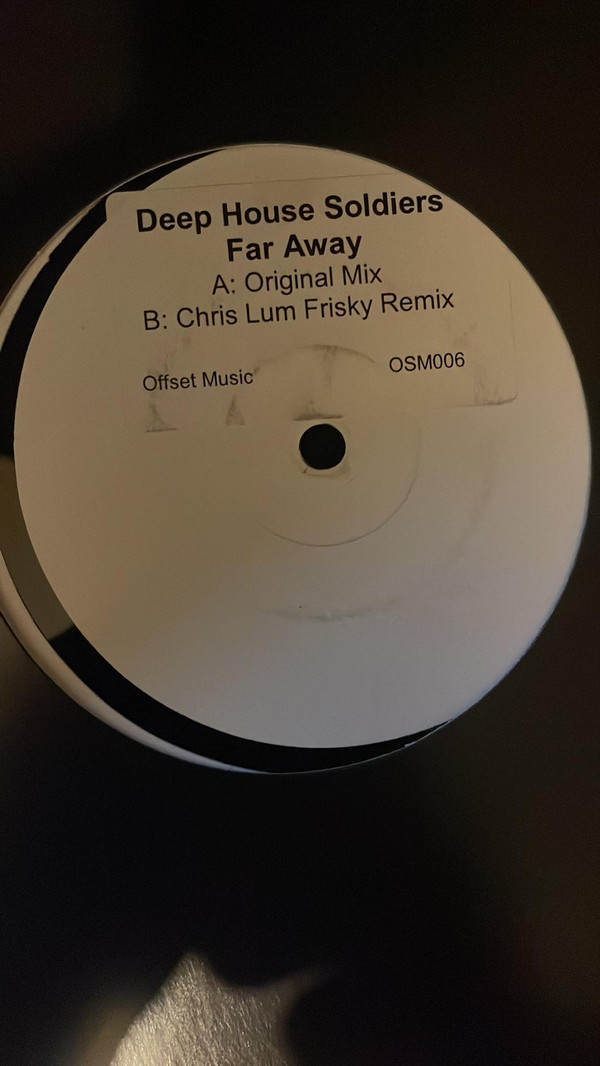 Deep House Soldiers
Far Away
A: Original Mix
B: Chris Lum Frisky Remix
Offset Music OSM006